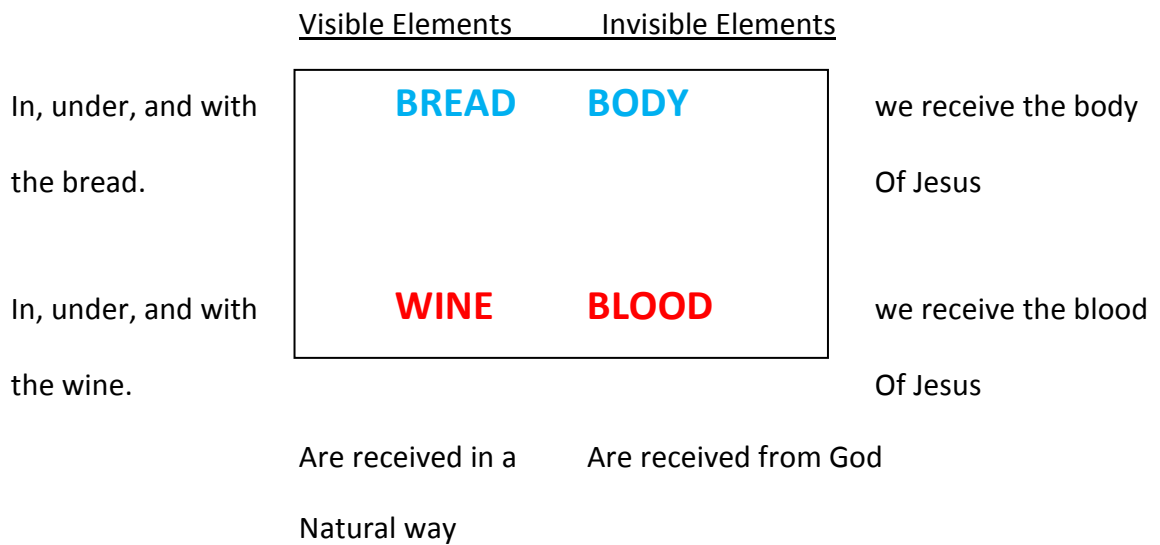 Visible Elements Invisible Elements
In, under, and with BREAD BODY we receive the body
the bread. Of Jesus
In, under, and with WINE BLOOD we receive the blood
the wine. Of Jesus
Are received in a Are received from God
Natural way